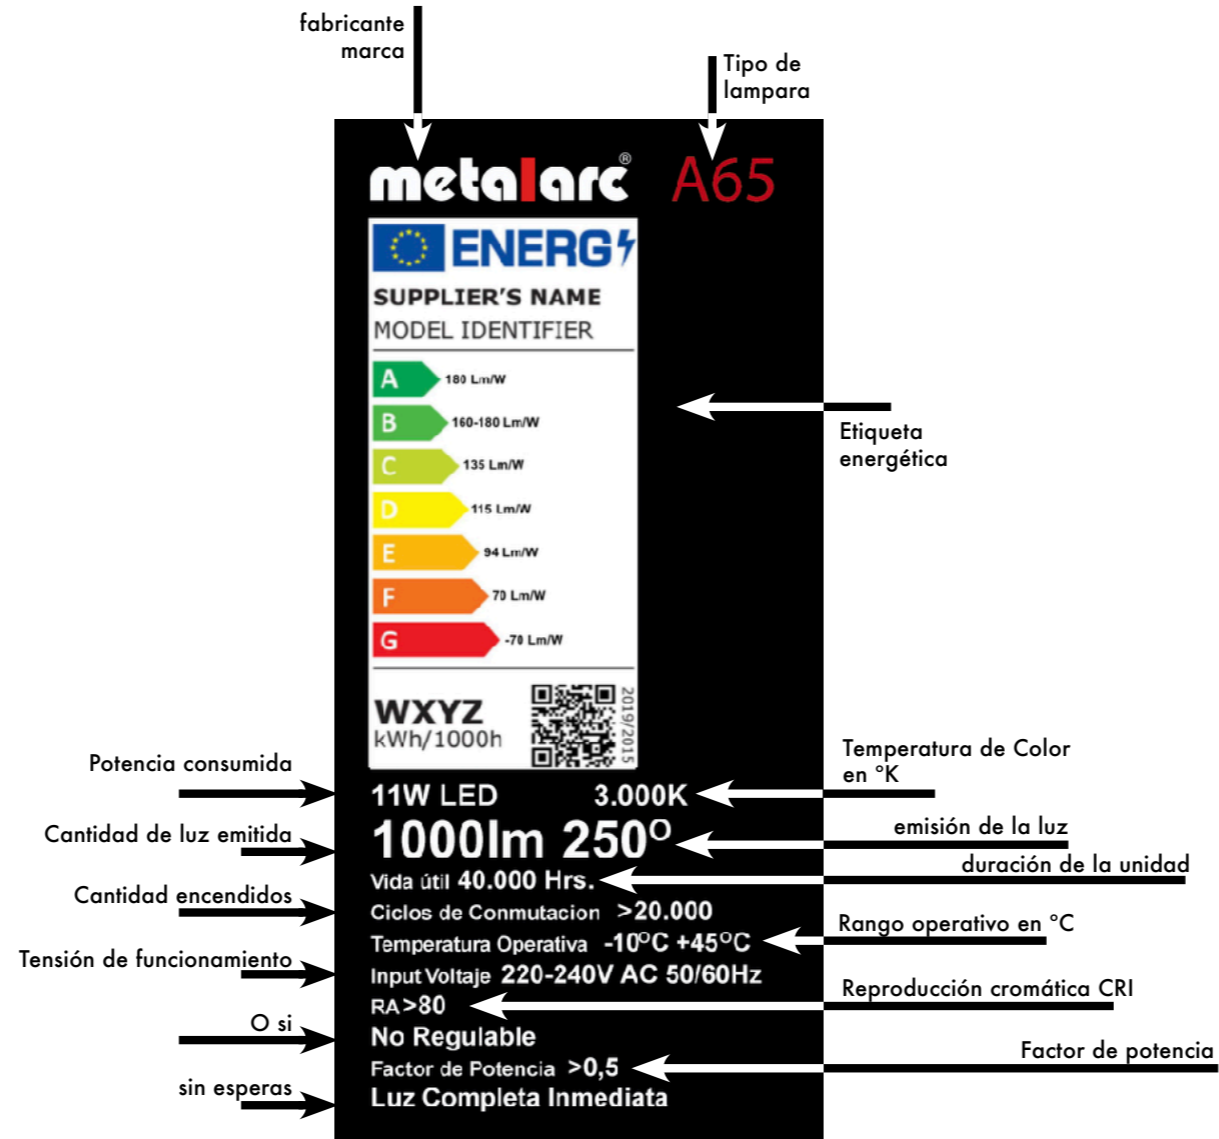 fabricante
marca
Tipo de
lampara
metalarc®
A65
ENERG
SUPPLIER'S NAME
MODEL IDENTIFIER
A 180 Lm/W
B 160-180 Lm/W
C 135 Lm/W
D 115 Lm/W
E 94 Lm/W
F 70 Lm/W
G -70 Lm/W
Etiqueta
energética
WXYZ
kWh/1000h
2019/2015
Potencia consumida
11W LED 3.000K
Temperatura de Color
en °K
Cantidad de luz emitida
1000lm 250°
emisión de la luz
Vida útil 40.000 Hrs.
duración de la unidad
Cantidad encendidos
Ciclos de Conmutacion >20.000
Temperatura Operativa -10°C +45°C
Rango operativo en °C
Tensión de funcionamiento
Input Voltaje 220-240V AC 50/60Hz
RA>80
Reproducción cromática CRI
O si
No Regulable
Factor de Potencia >0,5
Factor de potencia
sin esperas
Luz Completa Inmediata